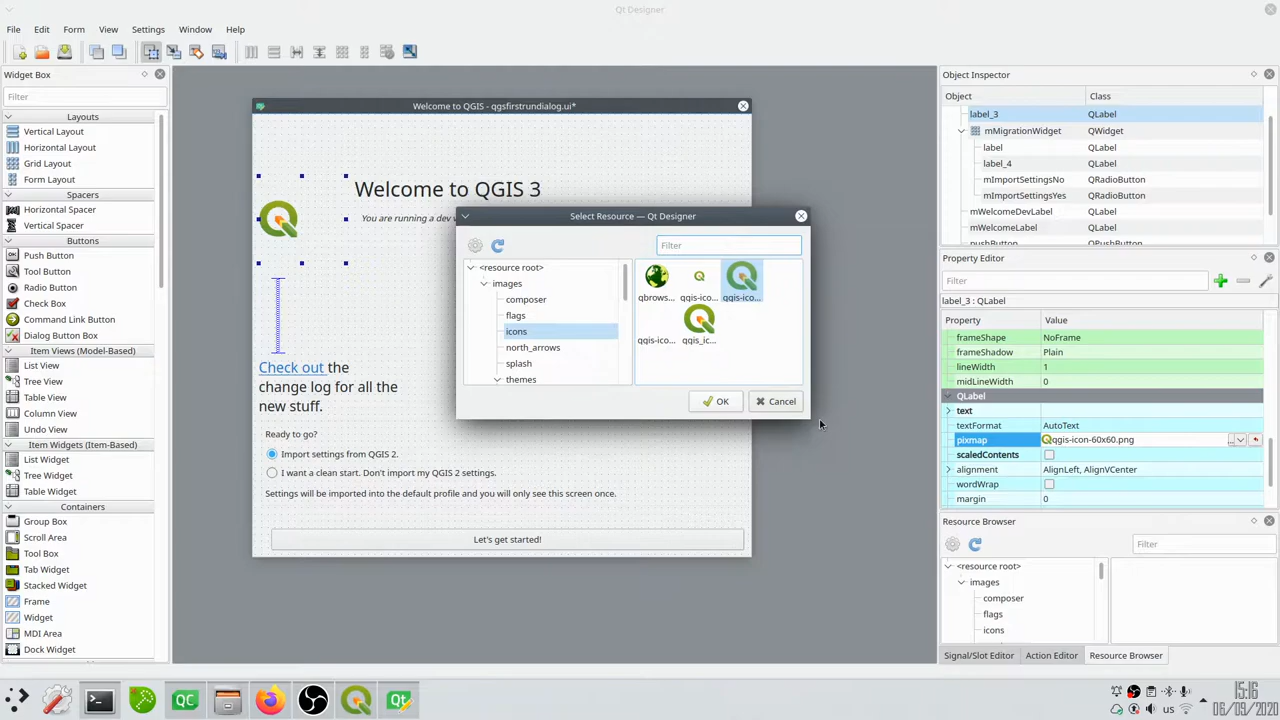 Qt Designer
File Edit Form View Settings Window Help
Widget Box
Filter
Layouts
Vertical Layout
Horizontal Layout
Grid Layout
Form Layout
Spacers
Horizontal Spacer
Vertical Spacer
Buttons
Push Button
Tool Button
Radio Button
Check Box
Command Link Button
Dialog Button Box
Item Views (Model-Based)
List View
Tree View
Table View
Column View
Undo View
Item Widgets (Item-Based)
List Widget
Tree Widget
Table Widget
Containers
Group Box
Scroll Area
Tool Box
Tab Widget
Stacked Widget
Frame
Widget
MDI Area
Dock Widget
Welcome to QGIS - qgsfirstrundialog.ui*
Welcome to QGIS 3
You are running a dev v
Check out the
change log for all the
new stuff.
Ready to go?
Import settings from QGIS 2.
I want a clean start. Don't import my QGIS 2 settings.
Settings will be imported into the default profile and you will only see this screen once.
Let's get started!
Select Resource — Qt Designer
Filter
<resource root>
images
composer
flags
icons
north_arrows
splash
themes
qbrows...
qgis-ico...
qgis-ico...
qgis-ico...
qgis_ic...
OK
Cancel
Object Inspector
Object Class
label_3 QLabel
mMigrationWidget QWidget
label QLabel
label_4 QLabel
mImportSettingsNo QRadioButton
mImportSettingsYes QRadioButton
mWelcomeDevLabel QLabel
mWelcomeLabel QLabel
pushButton QPushButton
Property Editor
Filter
label_3 : QLabel
Property Value
frameShape NoFrame
frameShadow Plain
lineWidth 1
midLineWidth 0
QLabel
text
textFormat AutoText
pixmap qgis-icon-60x60.png ...
scaledContents
alignment AlignLeft, AlignVCenter
wordWrap
margin 0
Resource Browser
Filter
<resource root>
images
composer
flags
icons
Signal/Slot Editor Action Editor Resource Browser
QC
Qt
us
15:16
06/09/2020